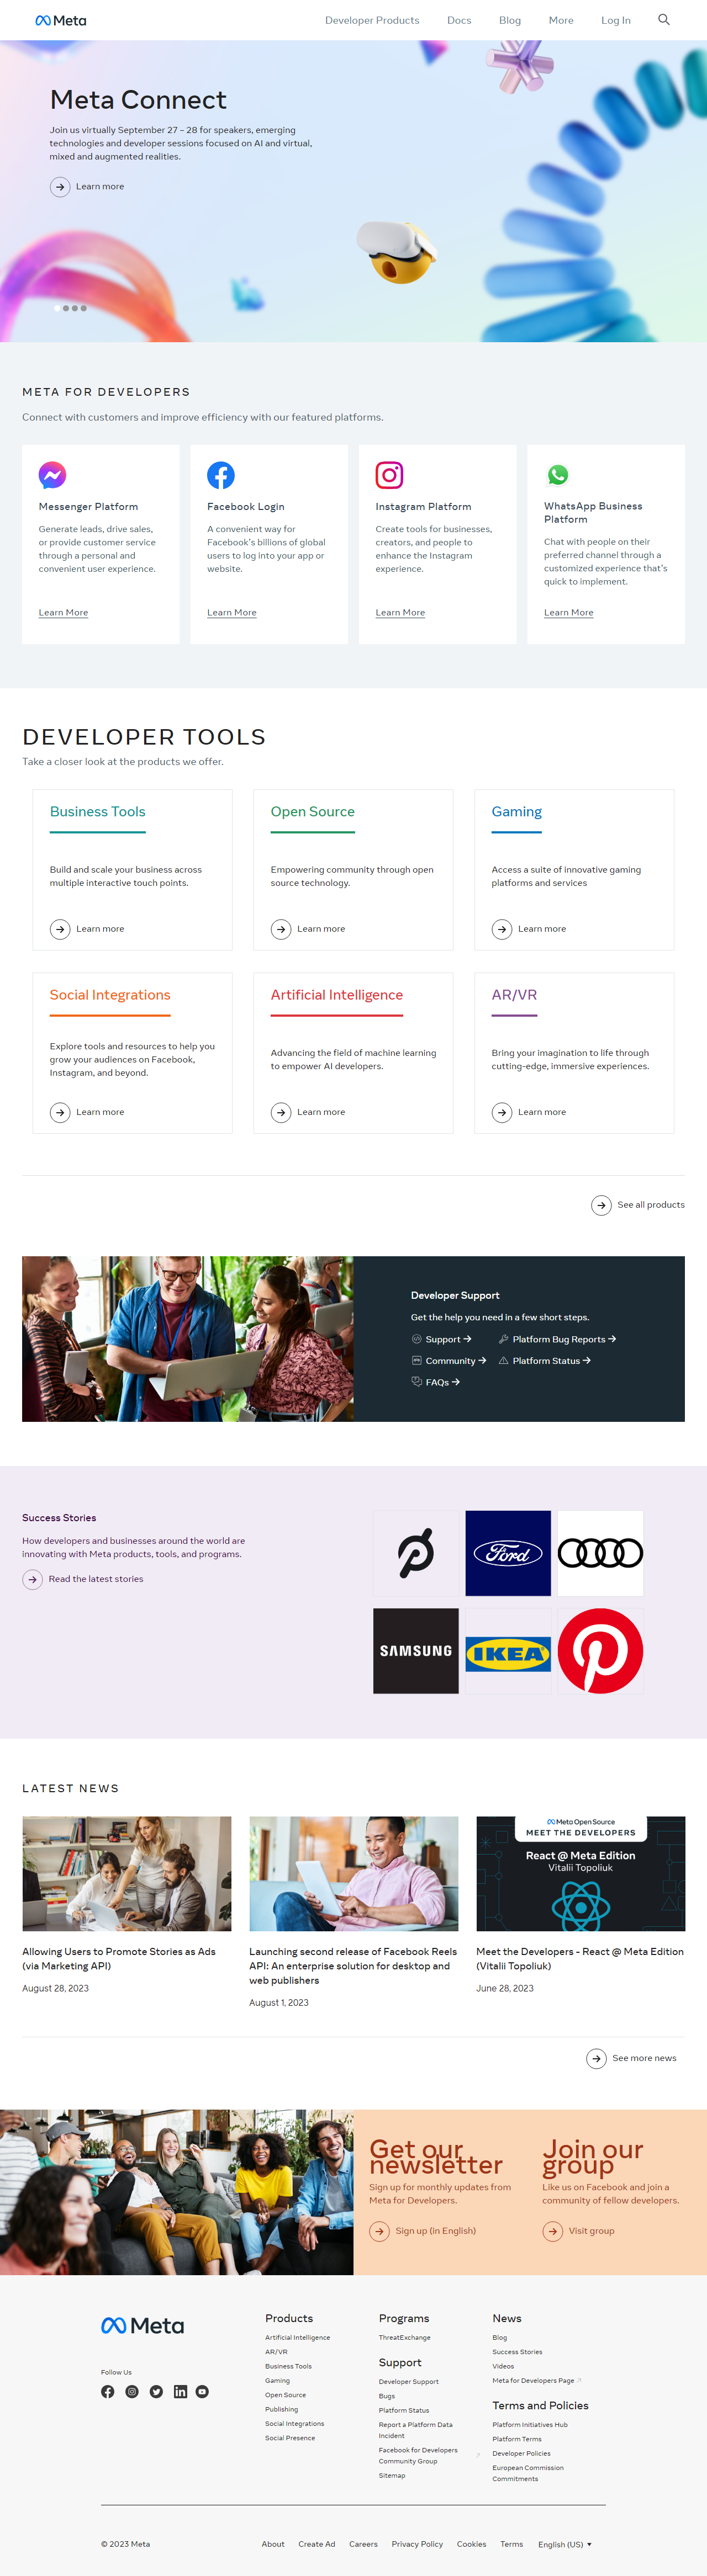 Meta
Developer Products Docs Blog More Log In
Meta Connect
Join us virtually September 27 – 28 for speakers, emerging
technologies and developer sessions focused on AI and virtual,
mixed and augmented realities.
Learn more
META FOR DEVELOPERS
Connect with customers and improve efficiency with our featured platforms.
Messenger Platform
Generate leads, drive sales,
or provide customer service
through a personal and
convenient user experience.
Learn More
Facebook Login
A convenient way for
Facebook's billions of global
users to log into your app or
website.
Learn More
Instagram Platform
Create tools for businesses,
creators, and people to
enhance the Instagram
experience.
Learn More
WhatsApp Business
Platform
Chat with people on their
preferred channel through a
customized experience that's
quick to implement.
Learn More
DEVELOPER TOOLS
Take a closer look at the products we offer.
Business Tools
Build and scale your business across
multiple interactive touch points.
Learn more
Open Source
Empowering community through open
source technology.
Learn more
Gaming
Access a suite of innovative gaming
platforms and services
Learn more
Social Integrations
Explore tools and resources to help you
grow your audiences on Facebook,
Instagram, and beyond.
Learn more
Artificial Intelligence
Advancing the field of machine learning
to empower AI developers.
Learn more
AR/VR
Bring your imagination to life through
cutting-edge, immersive experiences.
Learn more
See all products
Developer Support
Get the help you need in a few short steps.
Support
Platform Bug Reports
Community
Platform Status
FAQs
Success Stories
How developers and businesses around the world are
innovating with Meta products, tools, and programs.
Read the latest stories
Ford
SAMSUNG
IKEA
LATEST NEWS
Allowing Users to Promote Stories as Ads
(via Marketing API)
August 28, 2023
Launching second release of Facebook Reels
API: An enterprise solution for desktop and
web publishers
August 1, 2023
Meta Open Source
MEET THE DEVELOPERS
React @ Meta Edition
Vitalii Topoliuk
Meet the Developers - React @ Meta Edition
(Vitalii Topoliuk)
June 28, 2023
See more news
Get our
newsletter
Sign up for monthly updates from
Meta for Developers.
Sign up (in English)
Join our
group
Like us on Facebook and join a
community of fellow developers.
Visit group
Meta
Follow Us
Products
Artificial Intelligence
AR/VR
Business Tools
Gaming
Open Source
Publishing
Social Integrations
Social Presence
Programs
ThreatExchange
Support
Developer Support
Bugs
Platform Status
Report a Platform Data
Incident
Facebook for Developers
Community Group
Sitemap
News
Blog
Success Stories
Videos
Meta for Developers Page
Terms and Policies
Platform Initiatives Hub
Platform Terms
Developer Policies
European Commission
Commitments
© 2023 Meta
About Create Ad Careers Privacy Policy Cookies Terms English (US)